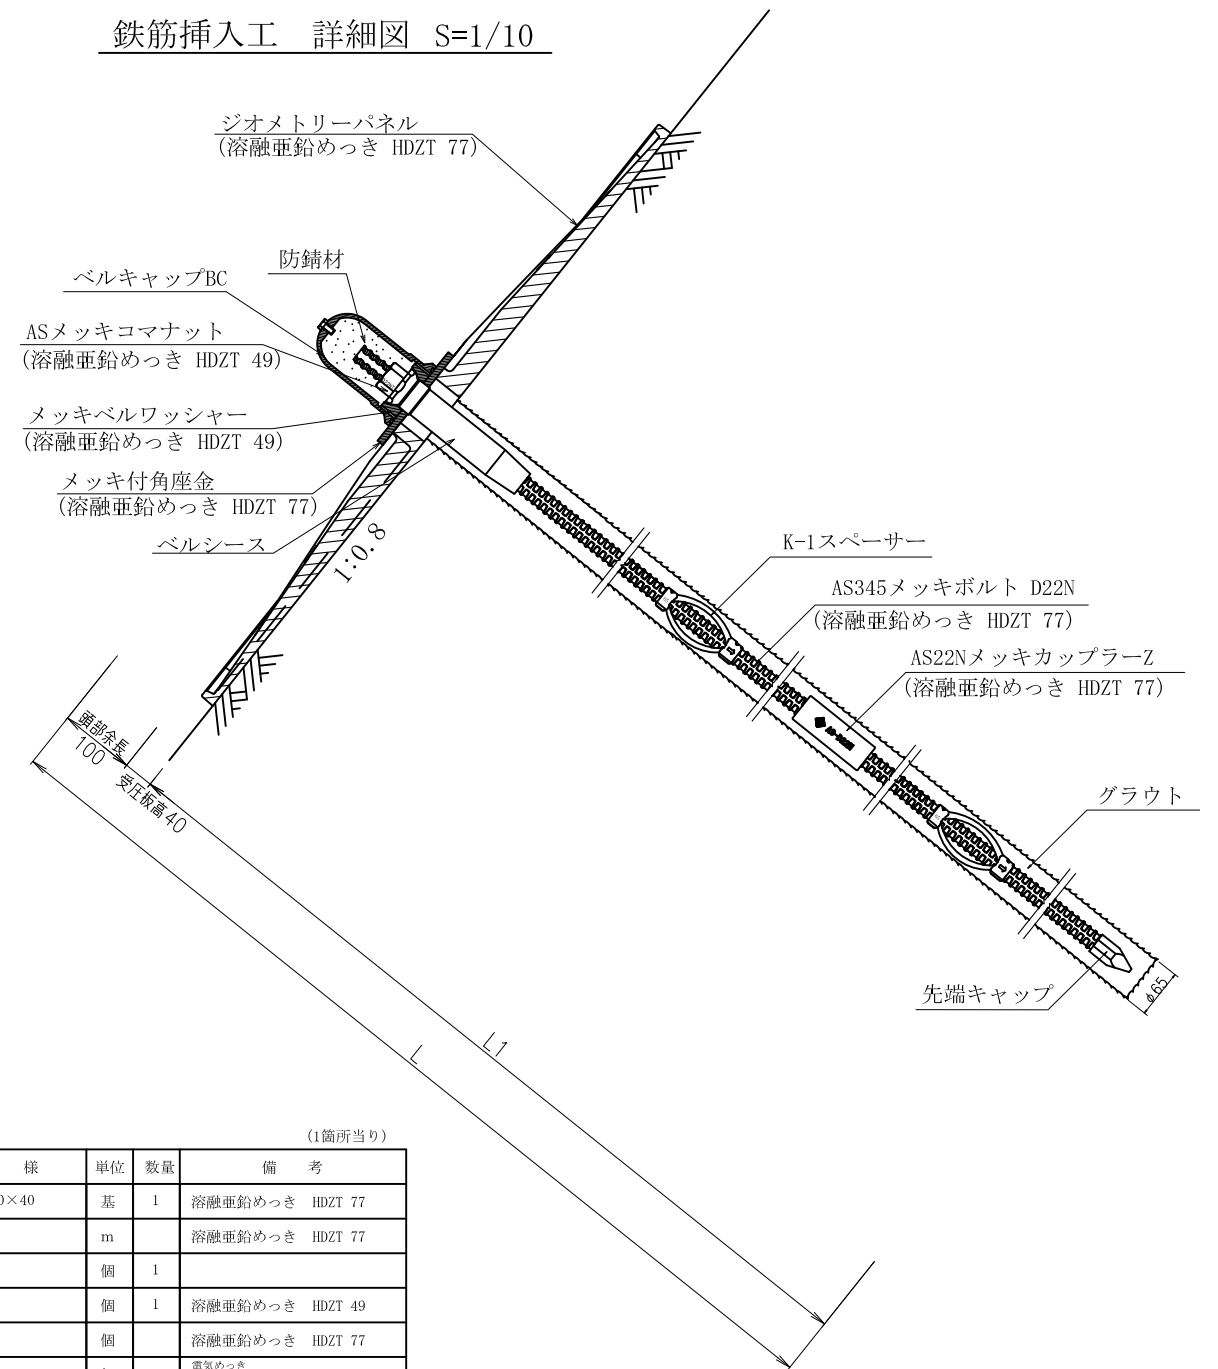 鉄筋挿入工　詳細図　S=1/10
ジオメトリーパネル
(溶融亜鉛めっき HDZT 77)
防錆材
ベルキャップBC
ASメッキコマナット
(溶融亜鉛めっき HDZT 49)
メッキベルワッシャー
(溶融亜鉛めっき HDZT 49)
メッキ付角座金
(溶融亜鉛めっき HDZT 77)
ベルシース
1:0.8
K-1スペーサー
AS345メッキボルト D22N
(溶融亜鉛めっき HDZT 77)
AS22NメッキカップラーZ
(溶融亜鉛めっき HDZT 77)
グラウト
先端キャップ
φ65
頭部余長
100
受圧板高40
L1
L
(1箇所当り)
様 単位 数量 備　考
0×40 基 1 溶融亜鉛めっき HDZT 77
m 溶融亜鉛めっき HDZT 77
個 1
個 1 溶融亜鉛めっき HDZT 49
個 溶融亜鉛めっき HDZT 77
電気めっき